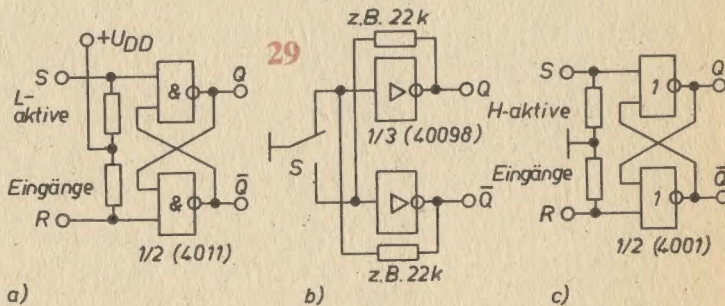 +U_DD
S
L-
aktive
Eingänge
R
&
&
Q
Q̄
1/2 (4011)
a)
29
z.B. 22k
S
▷
Q
1/3 (40098)
▷
Q̄
z.B. 22k
b)
S
H-aktive
Eingänge
R
1
1
Q
Q̄
1/2 (4001)
c)